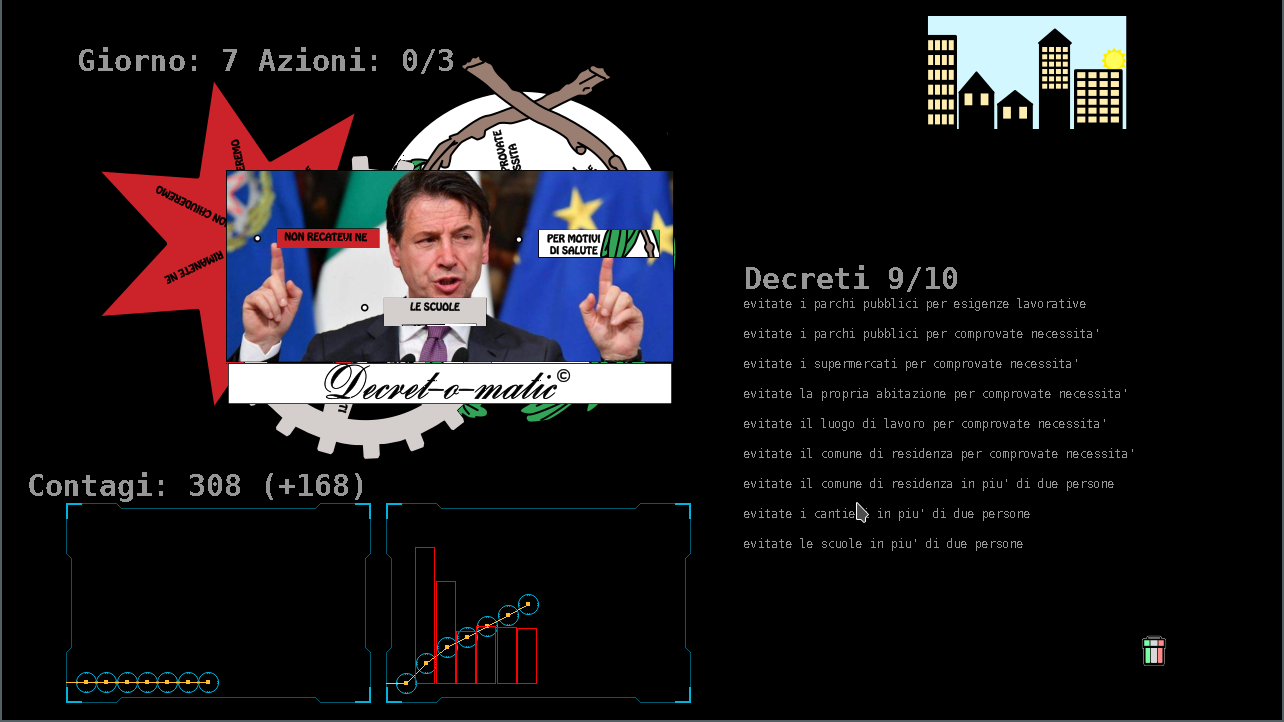 Giorno: 7 Azioni: 0/3
EREMO
PROVATE
SSITA
NON CHIUDEREMO
RIMANETE NE
NON RECATEVI NE
PER MOTIVI
DI SALUTE
LE SCUOLE
Decret-o-matic©
Decreti 9/10
evitate i parchi pubblici per esigenze lavorative
evitate i parchi pubblici per comprovate necessita'
evitate i supermercati per comprovate necessita'
evitate la propria abitazione per comprovate necessita'
evitate il luogo di lavoro per comprovate necessita'
evitate il comune di residenza per comprovate necessita'
evitate il comune di residenza in piu' di due persone
evitate i cantie in piu' di due persone
evitate le scuole in piu' di due persone
Contagi: 308 (+168)